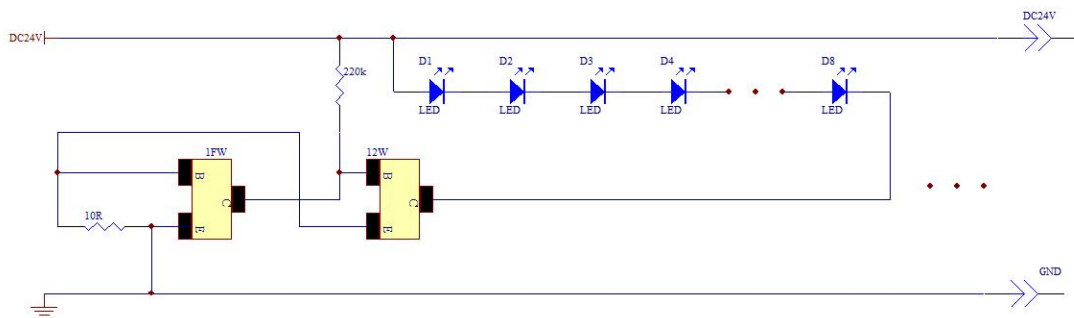 DC24V
DC24V
220k
D1
D2
D3
D4
D8
LED
LED
LED
LED
LED
1FW
12W
B
C
E
B
C
E
10R
GND